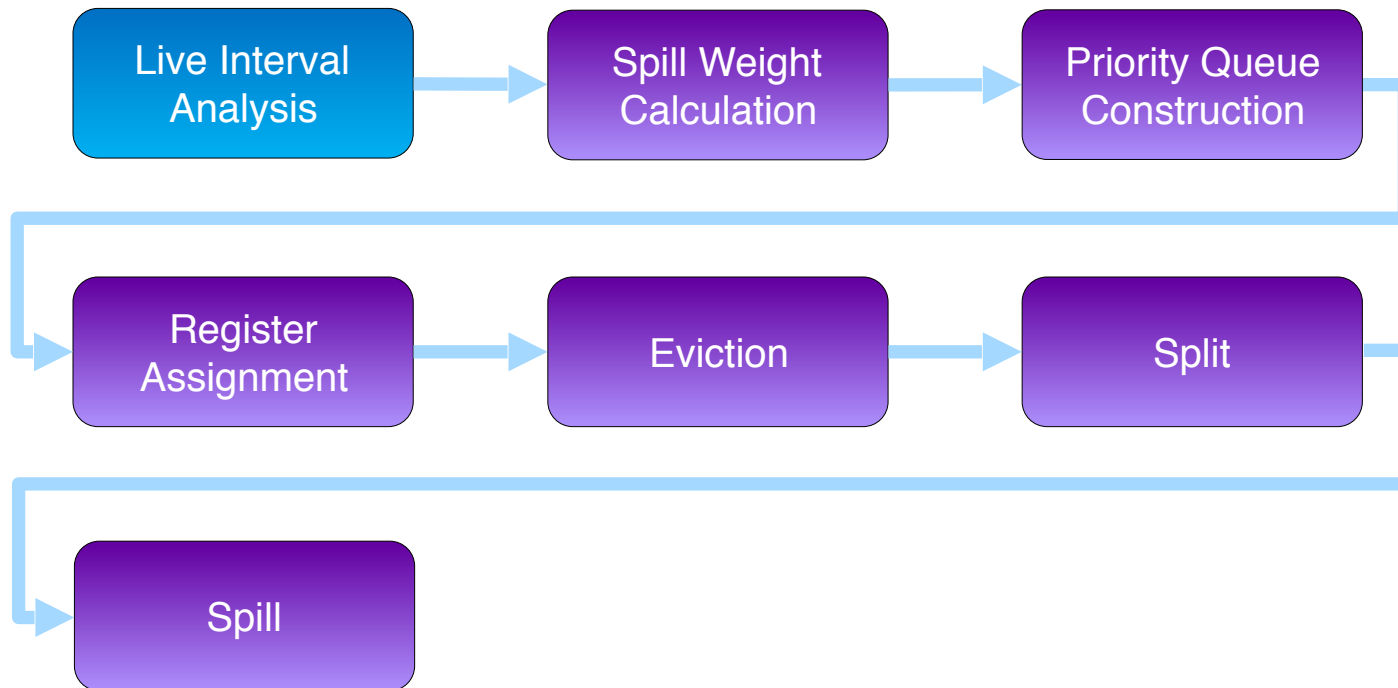 Live Interval
Analysis
Spill Weight
Calculation
Priority Queue
Construction
Register
Assignment
Eviction
Split
Spill